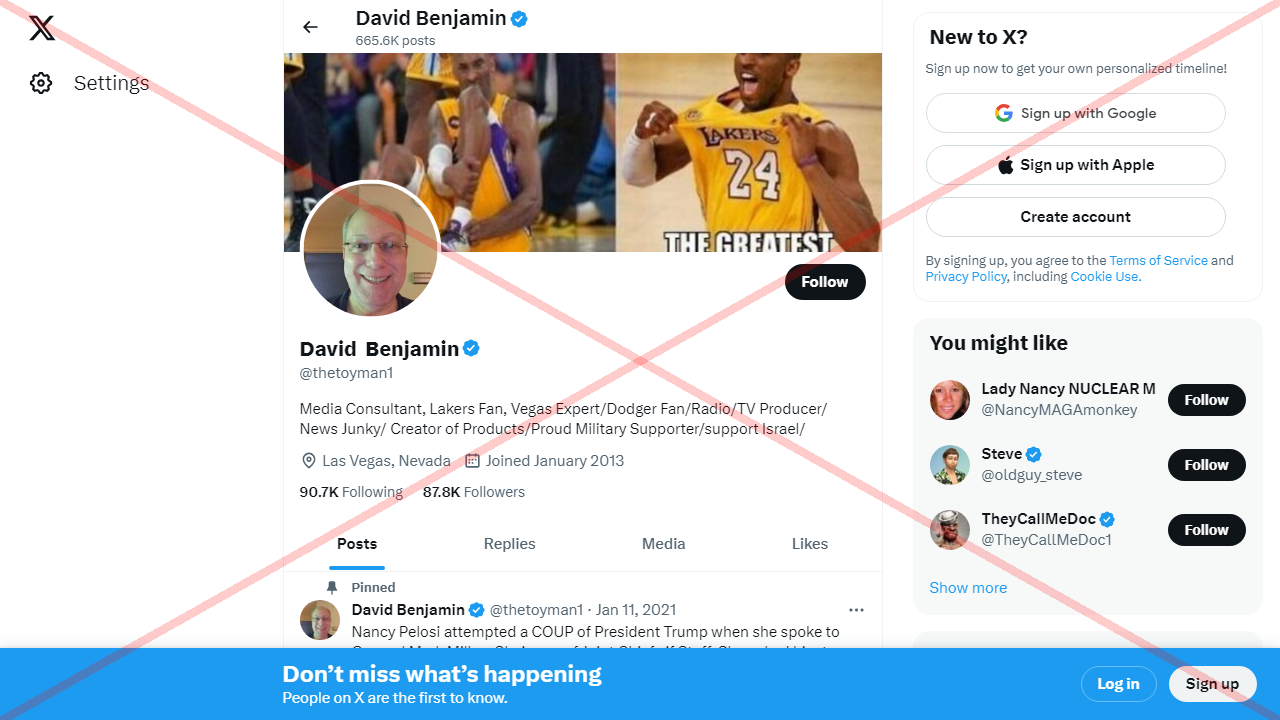 Settings
David Benjamin
665.6K posts
LAKERS
24
THE GREATEST
Follow
David Benjamin
@thetoyman1
Media Consultant, Lakers Fan, Vegas Expert/Dodger Fan/Radio/TV Producer/
News Junky/ Creator of Products/Proud Military Supporter/support Israel/
Las Vegas, Nevada Joined January 2013
90.7K Following 87.8K Followers
Posts Replies Media Likes
Pinned
David Benjamin @thetoyman1 · Jan 11, 2021
Nancy Pelosi attempted a COUP of President Trump when she spoke to
New to X?
Sign up now to get your own personalized timeline!
Sign up with Google
Sign up with Apple
Create account
By signing up, you agree to the Terms of Service and
Privacy Policy, including Cookie Use.
You might like
Lady Nancy NUCLEAR M
@NancyMAGAmonkey
Follow
Steve
@oldguy_steve
Follow
TheyCallMeDoc
@TheyCallMeDoc1
Follow
Show more
Don’t miss what’s happening
People on X are the first to know.
Log in
Sign up